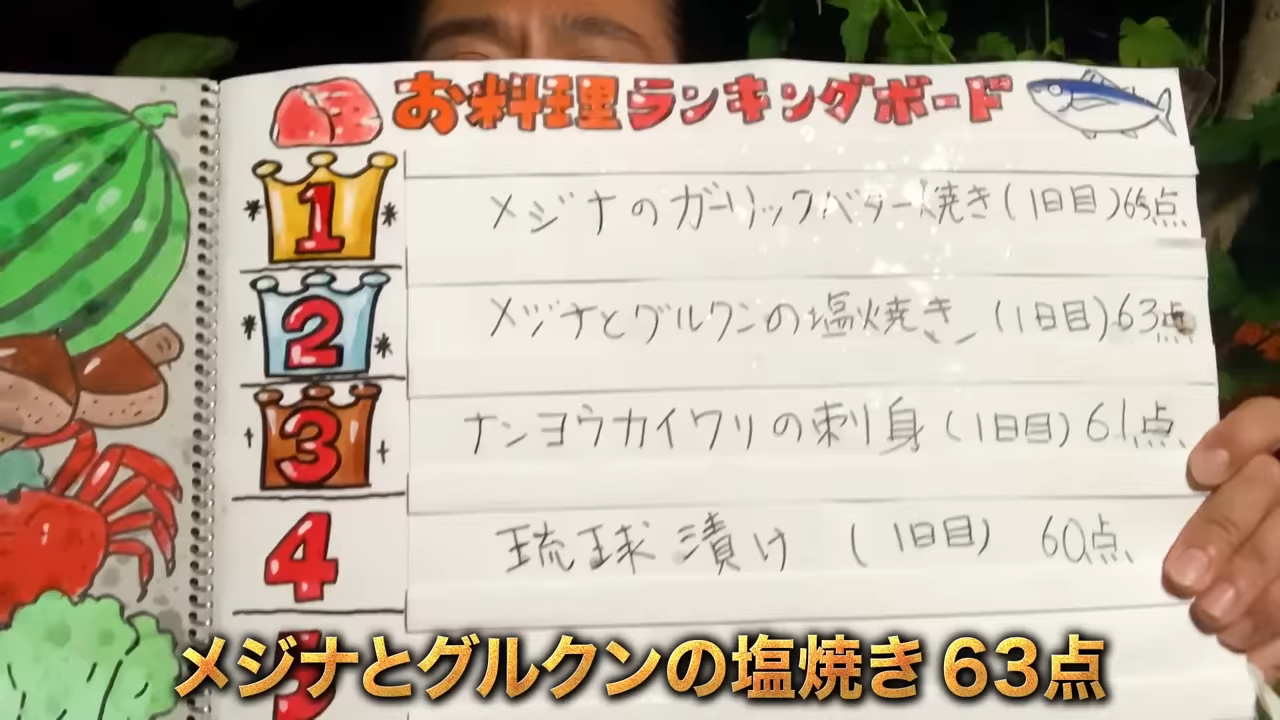 お料理ランキングボード
1 メジナのガーリックバター焼き(1日目)65点
2 メジナとグルクンの塩焼き(1日目)63点
3 ナンヨウカイワリの刺身(1日目)61点
4 琉球漬け(1日目)60点
5
メジナとグルクンの塩焼き 63点